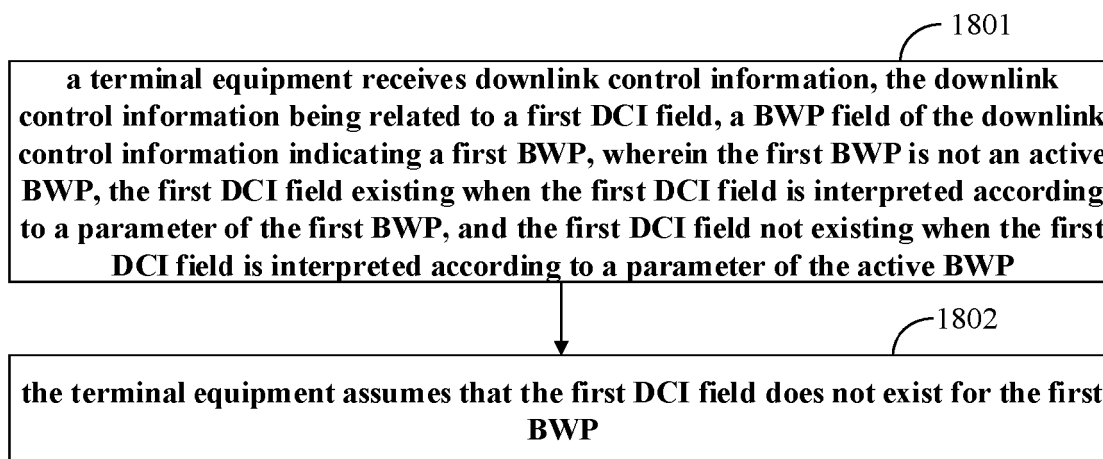 1801
a terminal equipment receives downlink control information, the downlink
control information being related to a first DCI field, a BWP field of the downlink
control information indicating a first BWP, wherein the first BWP is not an active
BWP, the first DCI field existing when the first DCI field is interpreted according
to a parameter of the first BWP, and the first DCI field not existing when the first
DCI field is interpreted according to a parameter of the active BWP
1802
the terminal equipment assumes that the first DCI field does not exist for the first
BWP